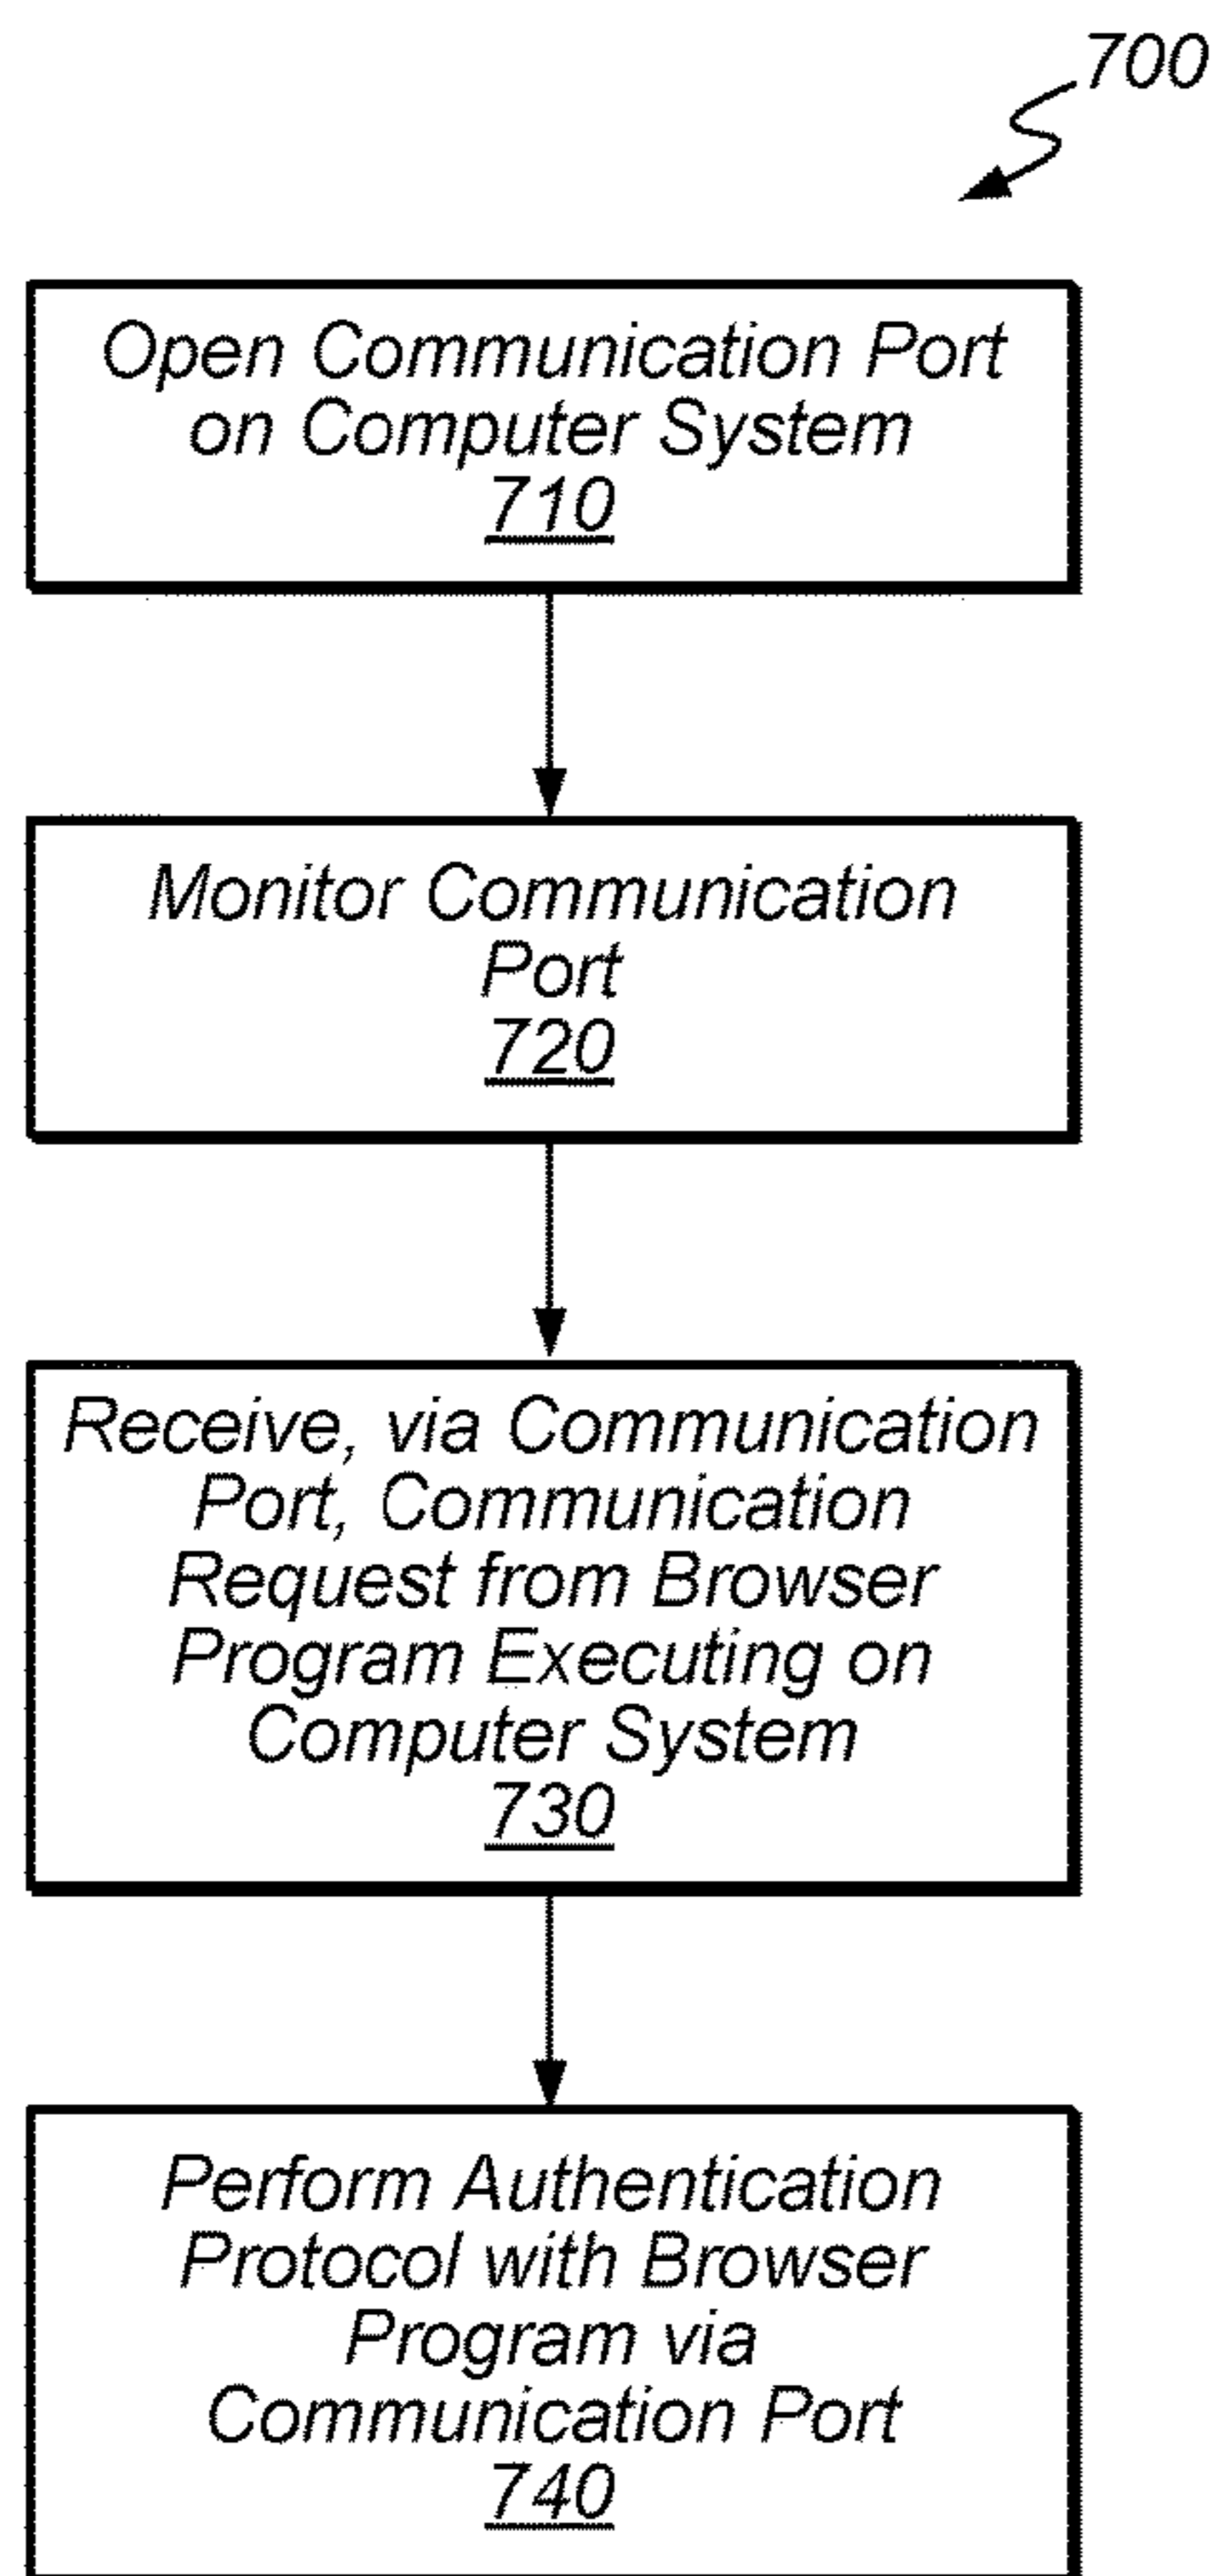 700
Open Communication Port
on Computer System
710
Monitor Communication
Port
720
Receive, via Communication
Port, Communication
Request from Browser
Program Executing on
Computer System
730
Perform Authentication
Protocol with Browser
Program via
Communication Port
740